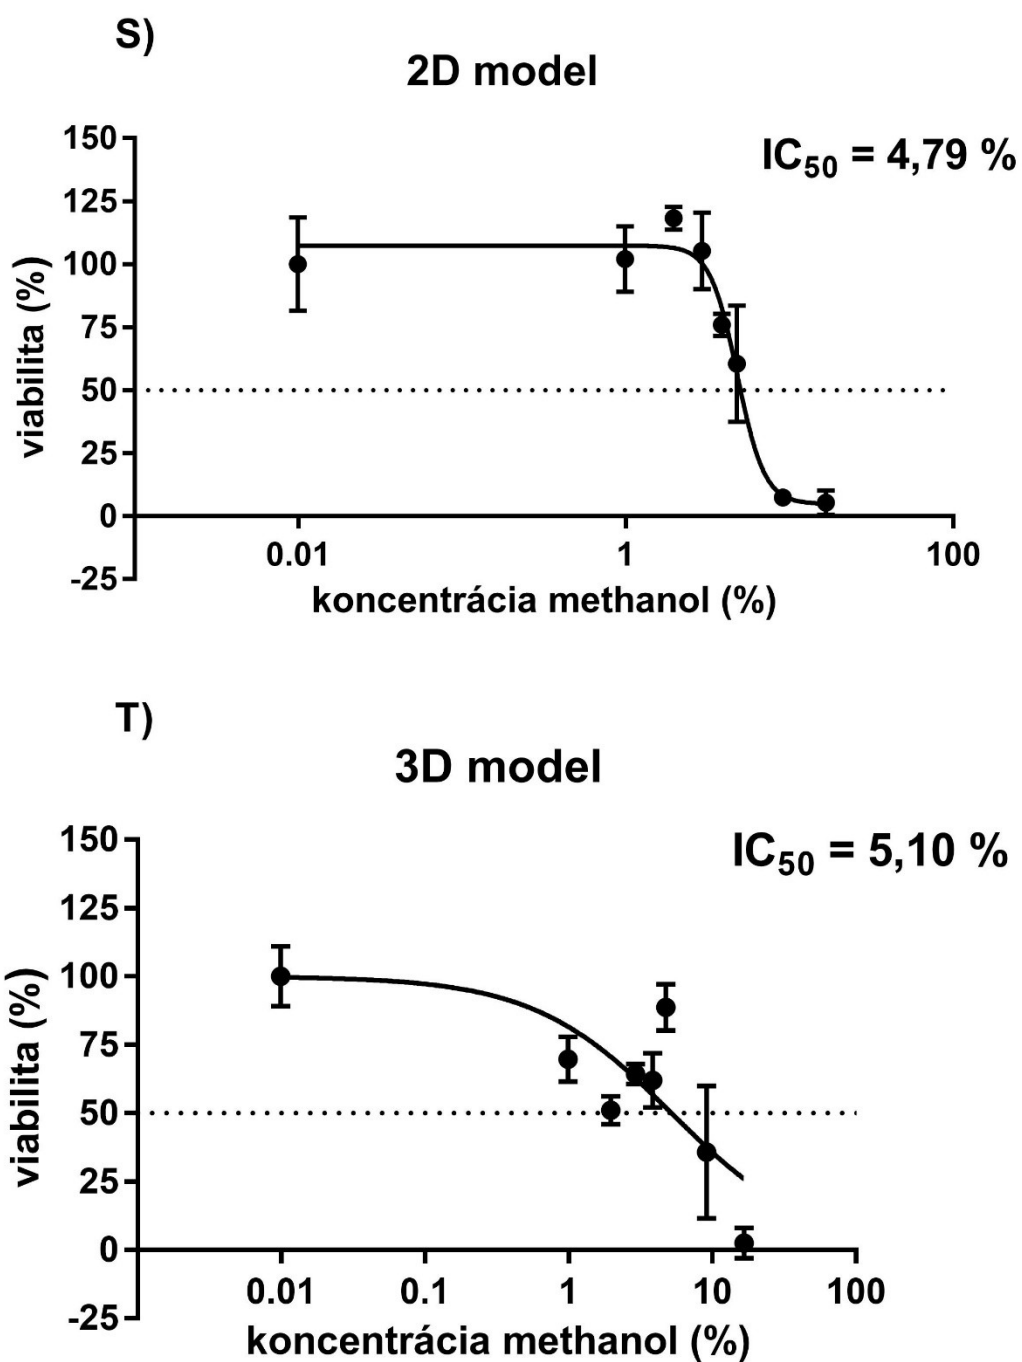 S)
2D model
IC50 = 4,79 %
150
125
100
75
50
25
0
-25
viabilita (%)
0.01 1 100
koncentrácia methanol (%)
T)
3D model
IC50 = 5,10 %
150
125
100
75
50
25
0
-25
viabilita (%)
0.01 0.1 1 10 100
koncentrácia methanol (%)